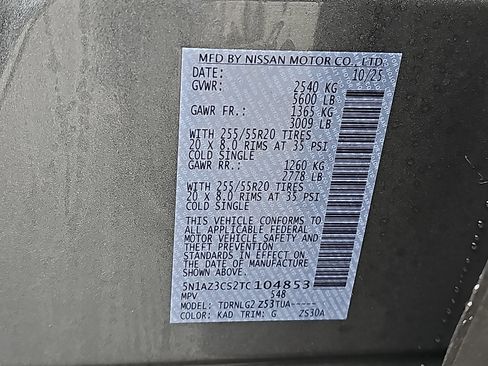 MFD BY NISSAN MOTOR CO., LTD.
DATE: 10/25
GVWR: 2540 KG
5600 LB
GAWR FR.: 1365 KG
3009 LB
WITH 255/55R20 TIRES
20 X 8.0 RIMS AT 35 PSI
COLD SINGLE
GAWR RR.: 1260 KG
2778 LB
WITH 255/55R20 TIRES
20 X 8.0 RIMS AT 35 PSI
COLD SINGLE
THIS VEHICLE CONFORMS TO
ALL APPLICABLE FEDERAL
MOTOR VEHICLE SAFETY AND
THEFT PREVENTION
STANDARDS IN EFFECT ON
THE DATE OF MANUFACTURE
SHOWN ABOVE.
5N1AZ3CS2TC104853
MPV 548
MODEL: TDRNLG2 ZS3TUA-----
COLOR: KAD TRIM: G ZS30A